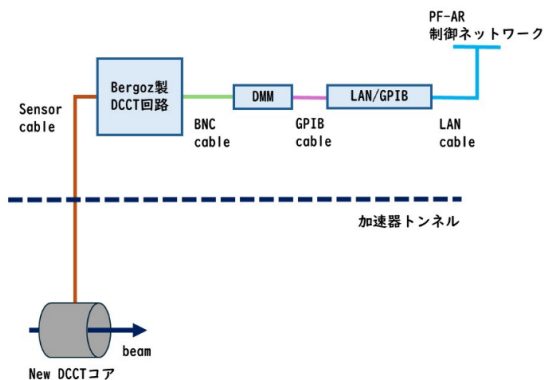 PF-AR
制御ネットワーク
Bergoz製
DCCT回路
DMM
LAN/GPIB
Sensor
cable
BNC
cable
GPIB
cable
LAN
cable
加速器トンネル
beam
New DCCTコア